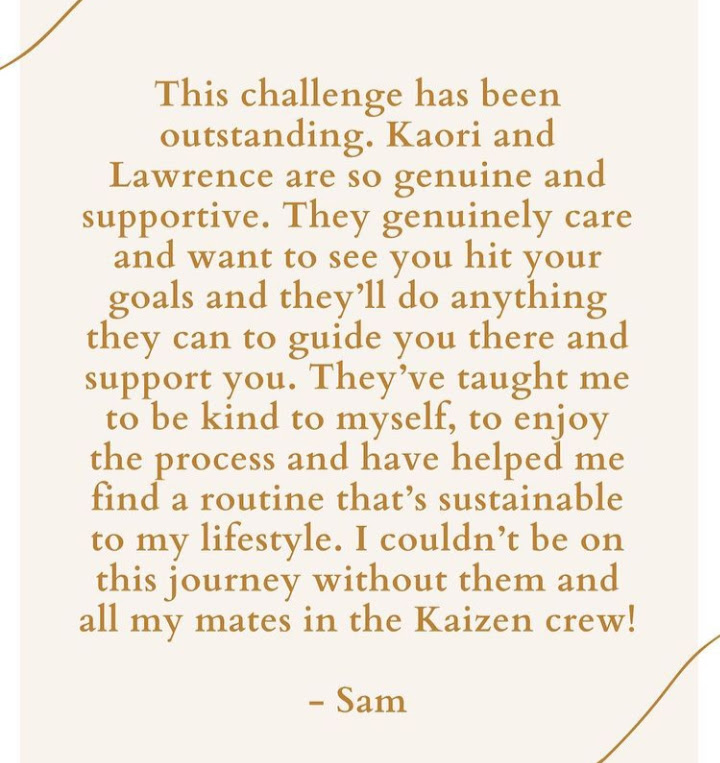 This challenge has been
outstanding. Kaori and
Lawrence are so genuine and
supportive. They genuinely care
and want to see you hit your
goals and they’ll do anything
they can to guide you there and
support you. They’ve taught me
to be kind to myself, to enjoy
the process and have helped me
find a routine that’s sustainable
to my lifestyle. I couldn’t be on
this journey without them and
all my mates in the Kaizen crew!
- Sam